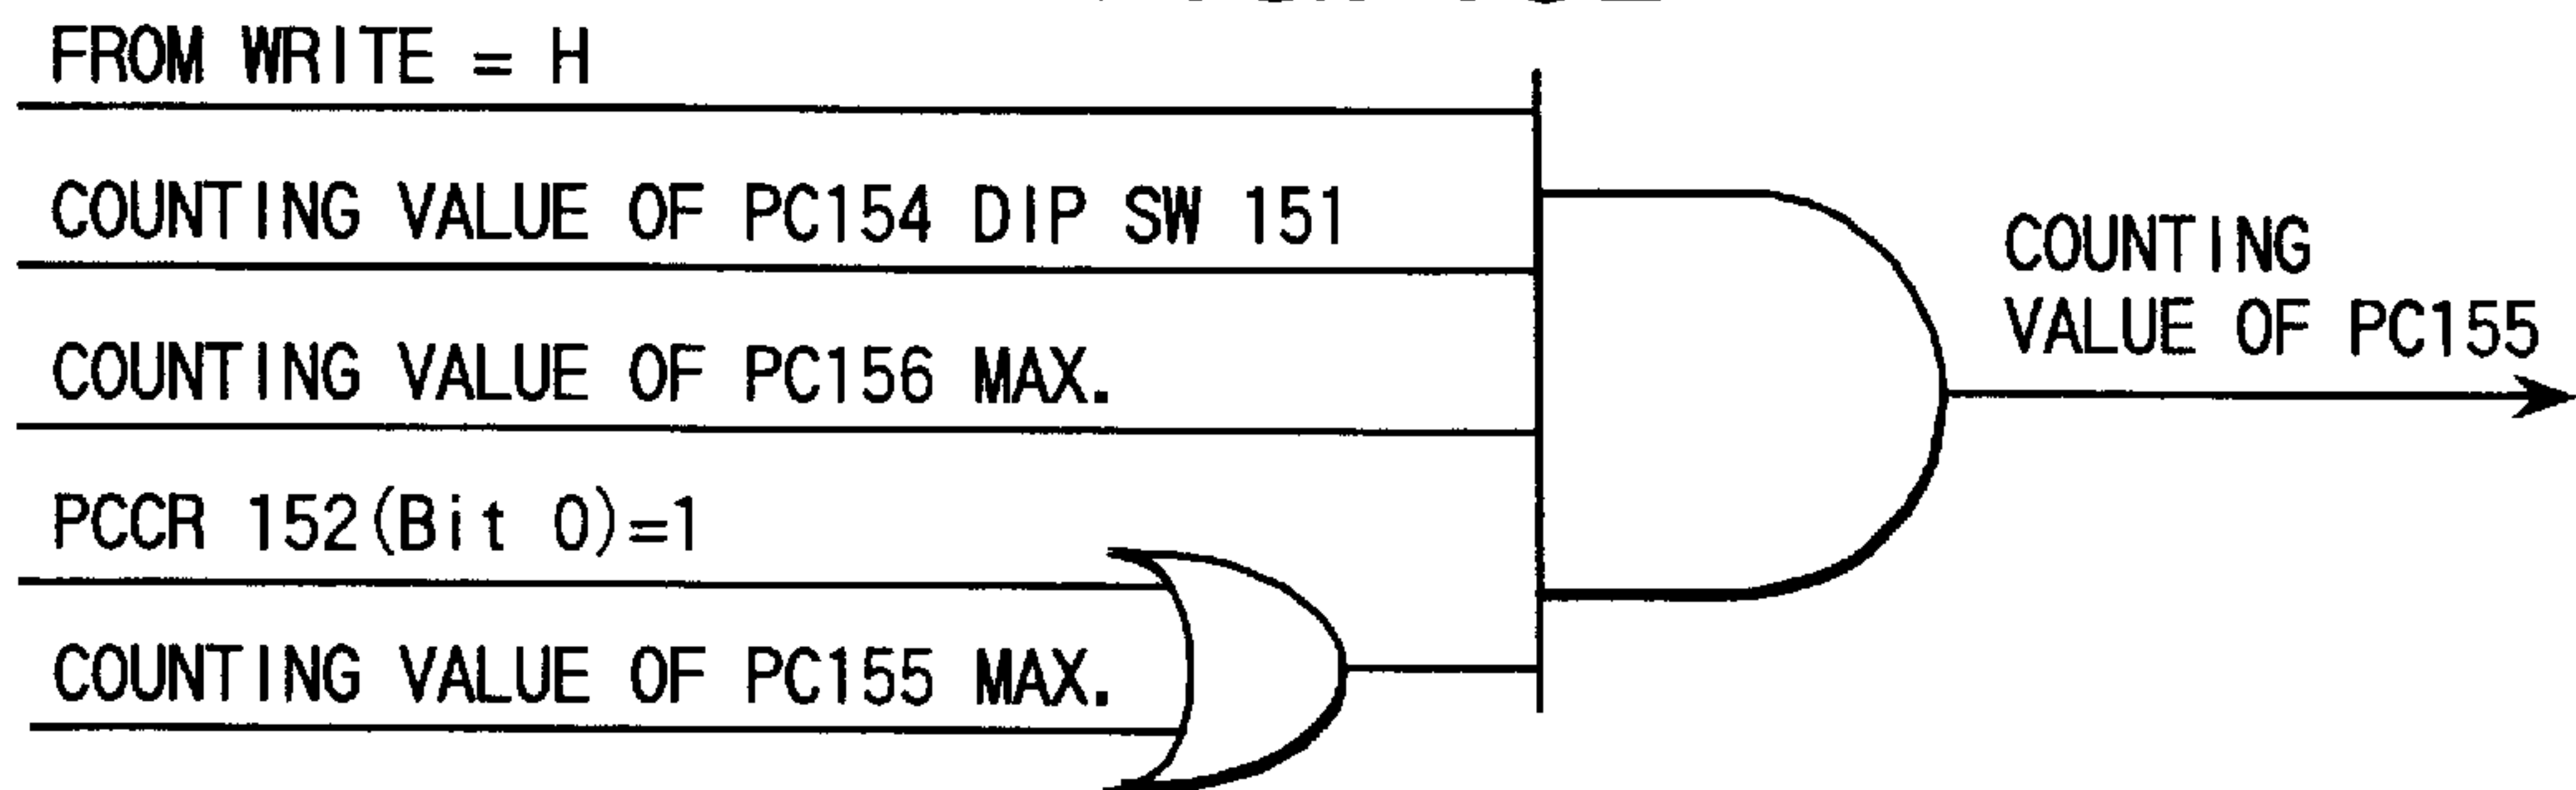 FROM WRITE = H
COUNTING VALUE OF PC154 DIP SW 151
COUNTING VALUE OF PC156 MAX.
PCCR 152(Bit 0)=1
COUNTING VALUE OF PC155 MAX.
COUNTING
VALUE OF PC155